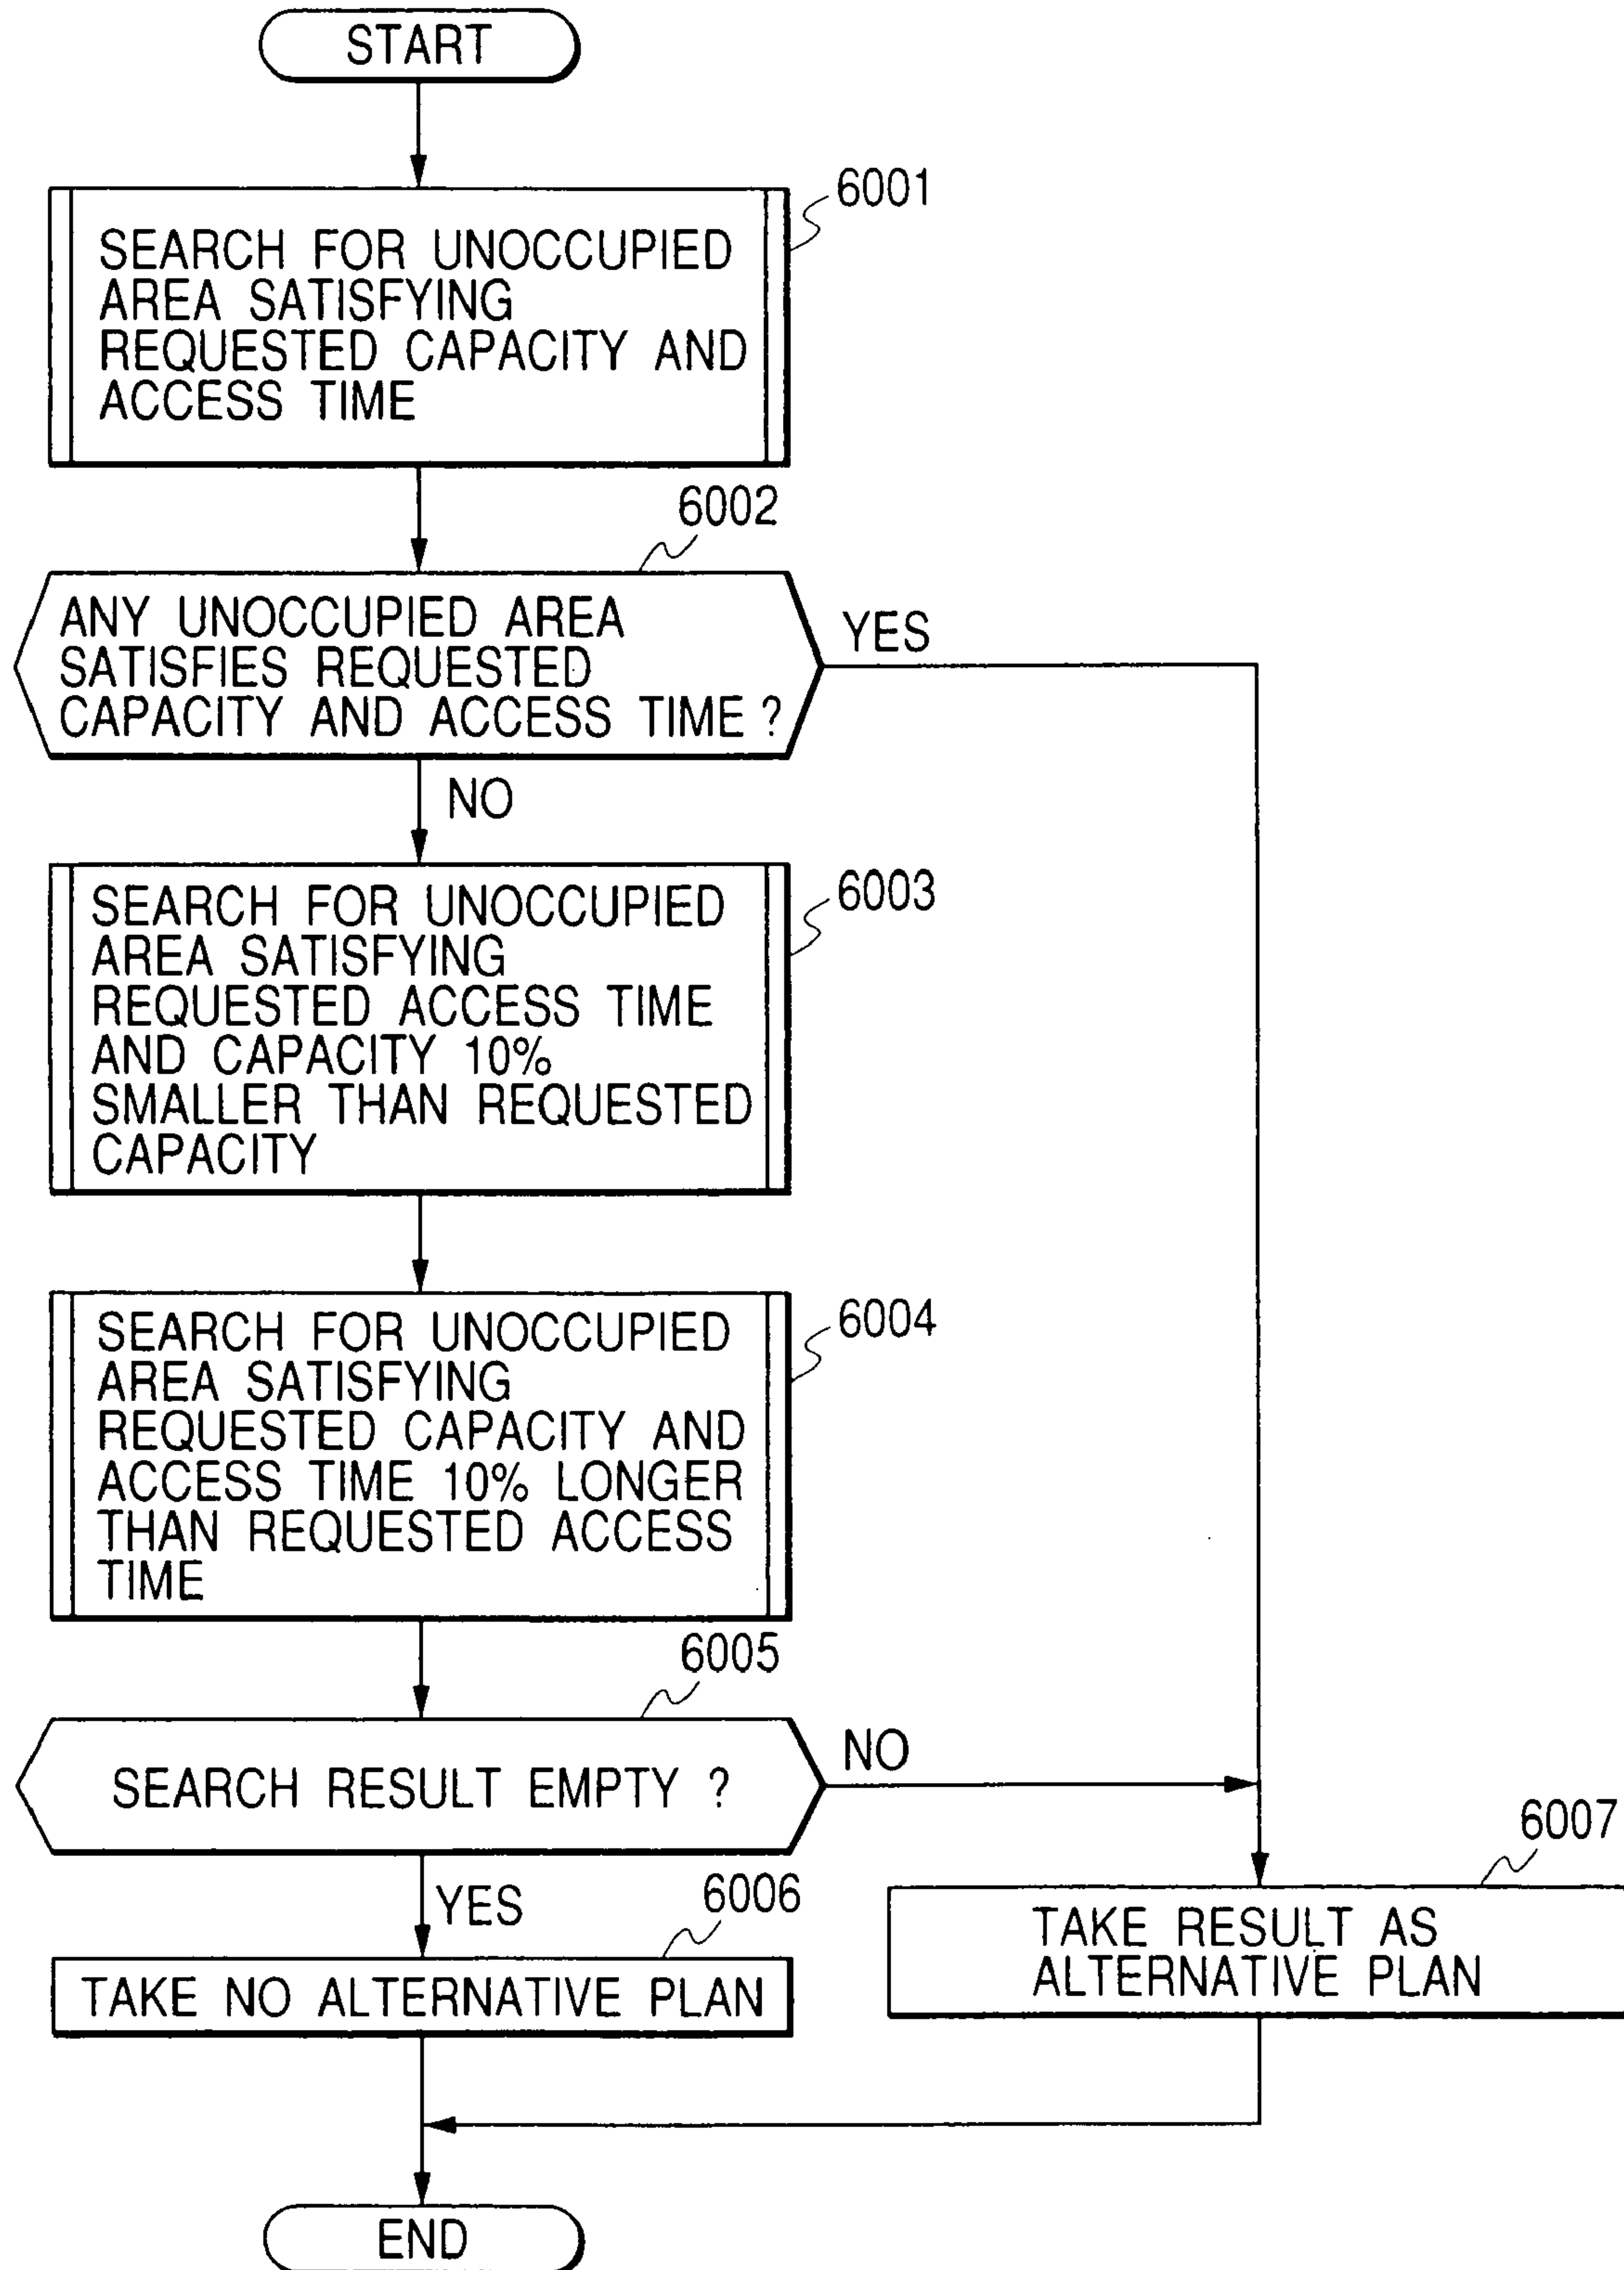 START
6001
SEARCH FOR UNOCCUPIED
AREA SATISFYING
REQUESTED CAPACITY AND
ACCESS TIME
6002
ANY UNOCCUPIED AREA
SATISFIES REQUESTED
CAPACITY AND ACCESS TIME ?
YES
NO
6003
SEARCH FOR UNOCCUPIED
AREA SATISFYING
REQUESTED ACCESS TIME
AND CAPACITY 10%
SMALLER THAN REQUESTED
CAPACITY
6004
SEARCH FOR UNOCCUPIED
AREA SATISFYING
REQUESTED CAPACITY AND
ACCESS TIME 10% LONGER
THAN REQUESTED ACCESS
TIME
6005
SEARCH RESULT EMPTY ?
NO
YES
6006
TAKE NO ALTERNATIVE PLAN
6007
TAKE RESULT AS
ALTERNATIVE PLAN
END